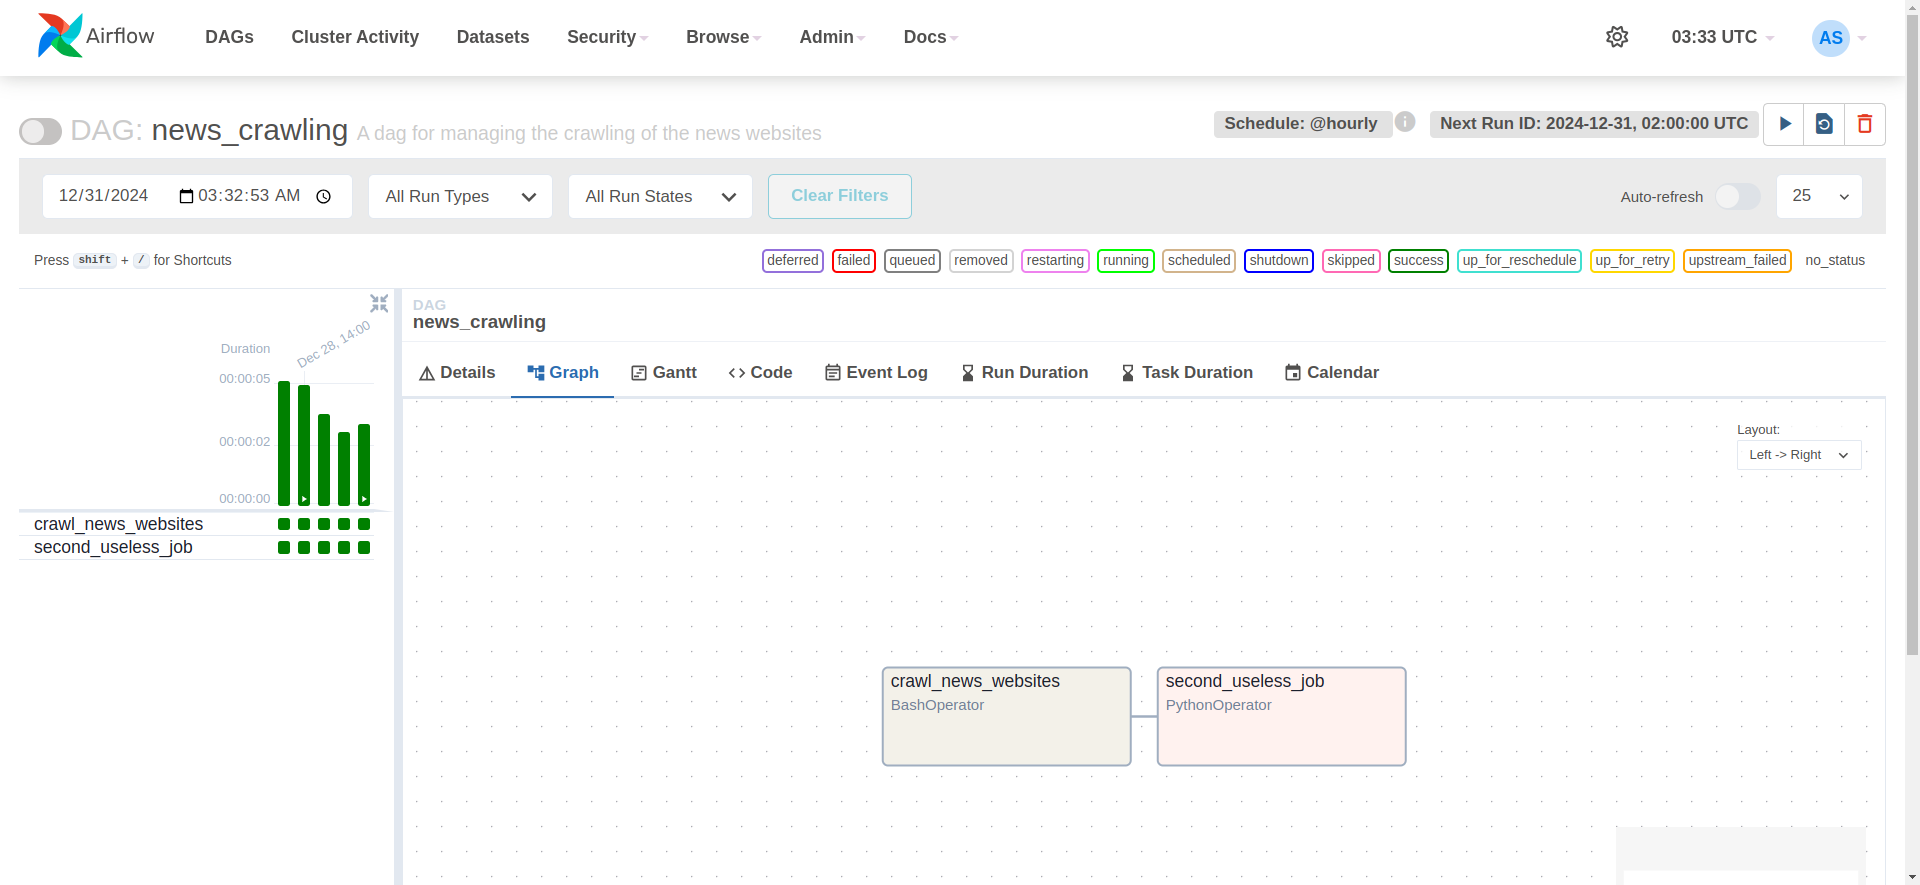 Airflow
DAGs Cluster Activity Datasets Security Browse Admin Docs 03:33 UTC AS
DAG: news_crawling A dag for managing the crawling of the news websites
Schedule: @hourly i Next Run ID: 2024-12-31, 02:00:00 UTC
12/31/2024 03:32:53 AM All Run Types All Run States Clear Filters Auto-refresh 25
Press shift + / for Shortcuts
deferred failed queued removed restarting running scheduled shutdown skipped success up_for_reschedule up_for_retry upstream_failed no_status
Dec 28, 14:00
Duration
00:00:05
00:00:02
00:00:00
crawl_news_websites
second_useless_job
DAG
news_crawling
Details Graph Gantt Code Event Log Run Duration Task Duration Calendar
Layout:
Left -> Right
crawl_news_websites
BashOperator
second_useless_job
PythonOperator